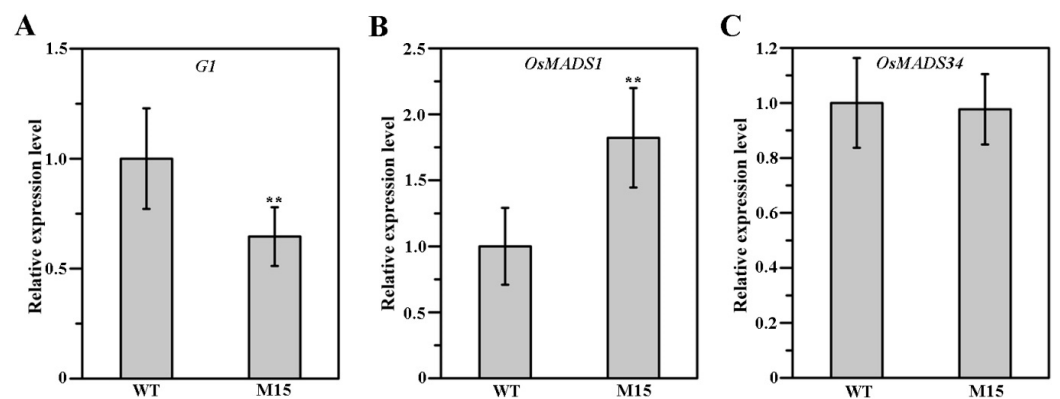 A
Relative expression level
1.5
1.0
0.5
0
G1
**
WT
M15
B
Relative expression level
2.5
2.0
1.5
1.0
0.5
0
OsMADS1
**
WT
M15
C
Relative expression level
1.2
1.0
0.8
0.6
0.4
0.2
0
OsMADS34
WT
M15